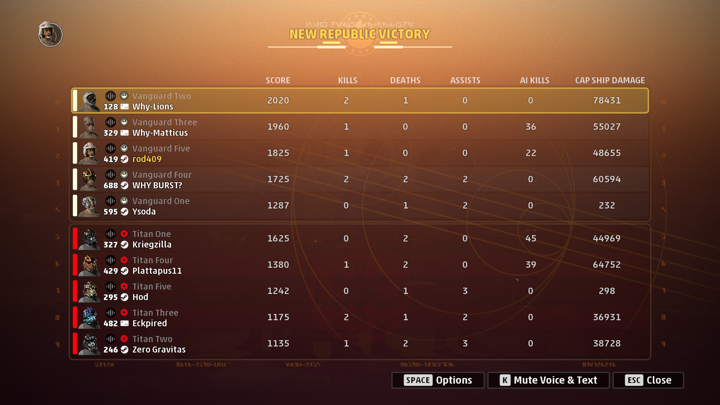 NEW REPUBLIC VICTORY
SCORE KILLS DEATHS ASSISTS AI KILLS CAP SHIP DAMAGE
Vanguard Two
128 Why-Lions 2020 2 1 0 0 78431
Vanguard Three
329 Why-Matticus 1960 1 0 0 36 55027
Vanguard Five
419 rod409 1825 1 0 0 22 48655
Vanguard Four
688 WHY BURST? 1725 2 2 2 0 60594
Vanguard One
595 Ysoda 1287 0 1 2 0 232
Titan One
327 Kriegzilla 1625 0 2 0 45 44969
Titan Four
429 Plattapus11 1380 1 2 0 39 64752
Titan Five
295 Hod 1242 0 1 3 0 298
Titan Three
482 Eckpired 1175 2 1 2 0 36931
Titan Two
246 Zero Gravitas 1135 1 2 3 0 38728
SPACE Options K Mute Voice & Text ESC Close